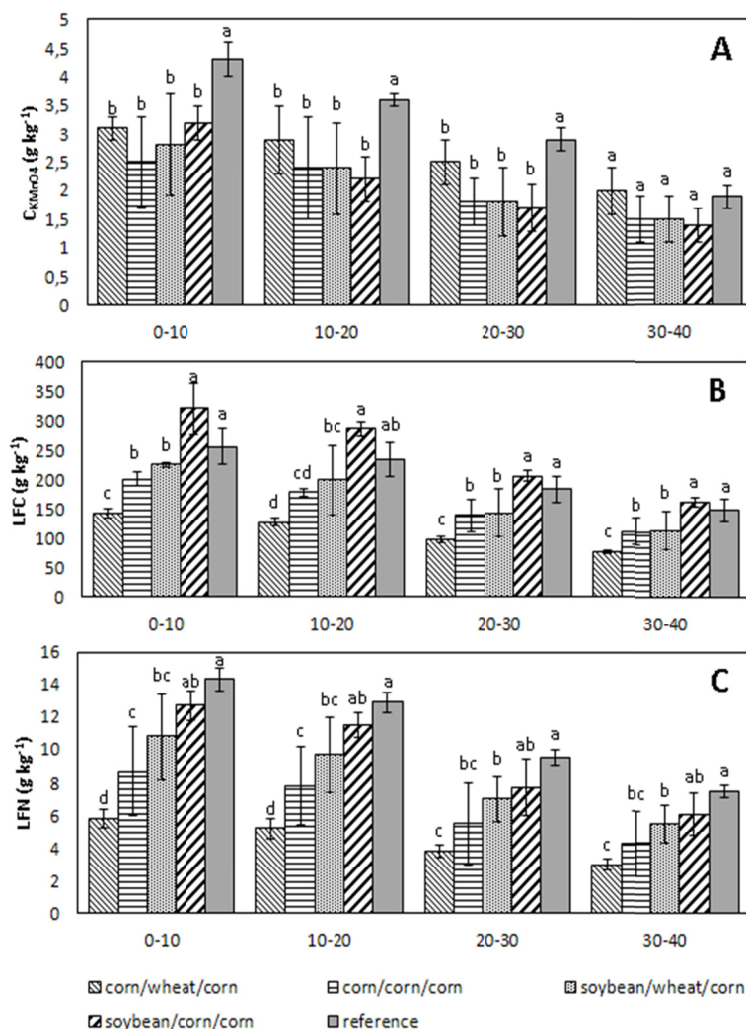 A
C_KMnO4 (g kg⁻¹)
5
4,5
4
3,5
3
2,5
2
1,5
1
0,5
0
b b b b a
b b b b a
b b b b a
a a a a a
0-10 10-20 20-30 30-40
B
LFC (g kg⁻¹)
400
350
300
250
200
150
100
50
0
c b b a a
d cd bc a ab
c b b a a
c b b a a
0-10 10-20 20-30 30-40
C
LFN (g kg⁻¹)
16
14
12
10
8
6
4
2
0
d c bc ab a
d c bc ab a
c bc b ab a
c bc b ab a
0-10 10-20 20-30 30-40
corn/wheat/corn corn/corn/corn soybean/wheat/corn
soybean/corn/corn reference